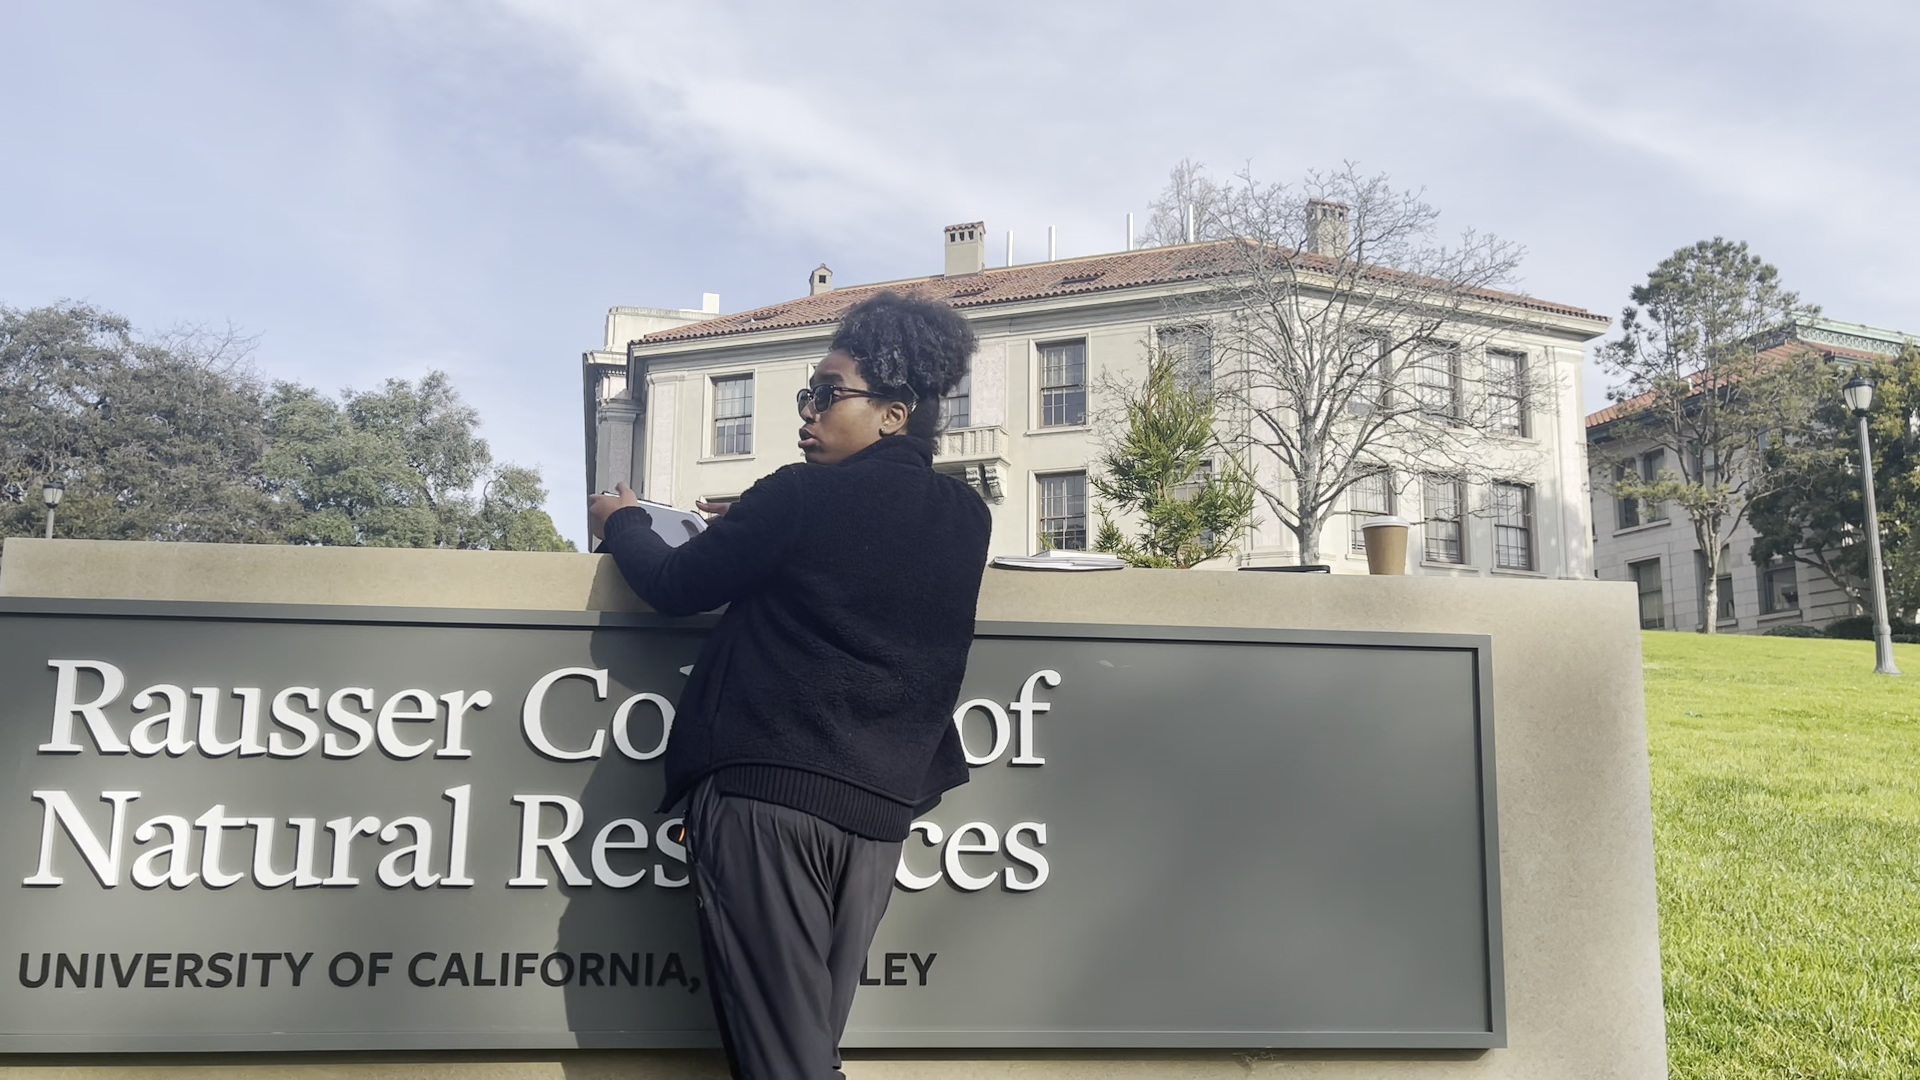 Rausser Co of
Natural Res ces
UNIVERSITY OF CALIFORNIA, LEY